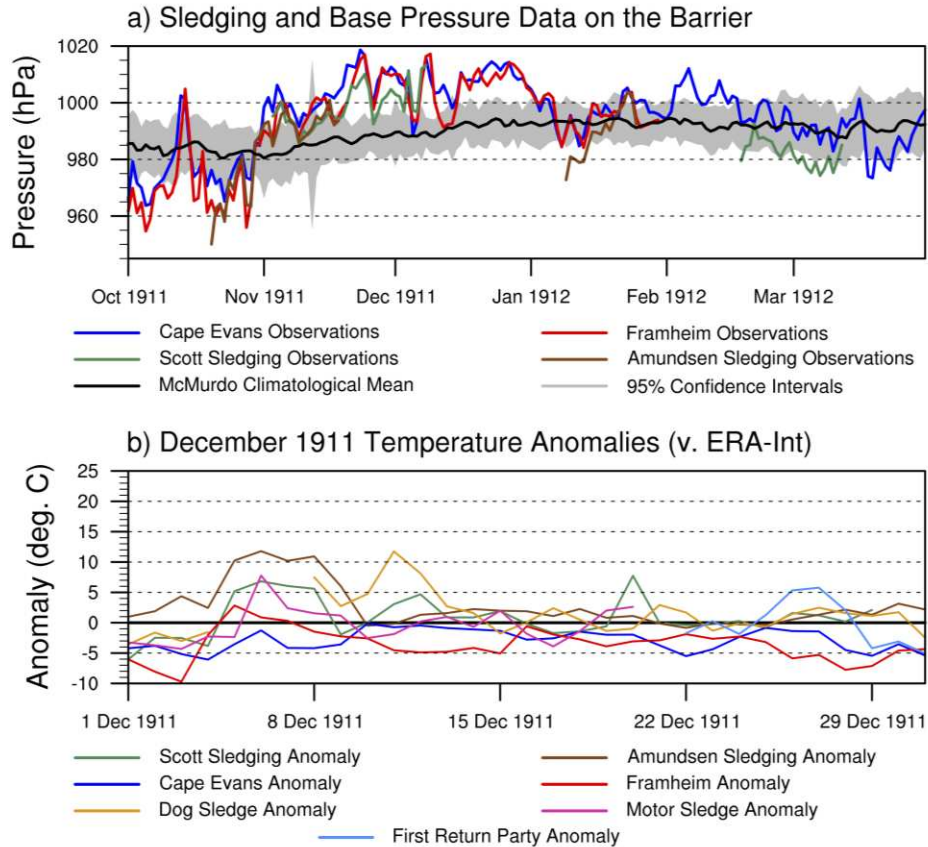 a) Sledging and Base Pressure Data on the Barrier
Pressure (hPa)
1020
1000
980
960
Oct 1911 Nov 1911 Dec 1911 Jan 1912 Feb 1912 Mar 1912
Cape Evans Observations Framheim Observations
Scott Sledging Observations Amundsen Sledging Observations
McMurdo Climatological Mean 95% Confidence Intervals
b) December 1911 Temperature Anomalies (v. ERA-Int)
Anomaly (deg. C)
25
20
15
10
5
0
-5
-10
1 Dec 1911 8 Dec 1911 15 Dec 1911 22 Dec 1911 29 Dec 1911
Scott Sledging Anomaly Amundsen Sledging Anomaly
Cape Evans Anomaly Framheim Anomaly
Dog Sledge Anomaly Motor Sledge Anomaly
First Return Party Anomaly